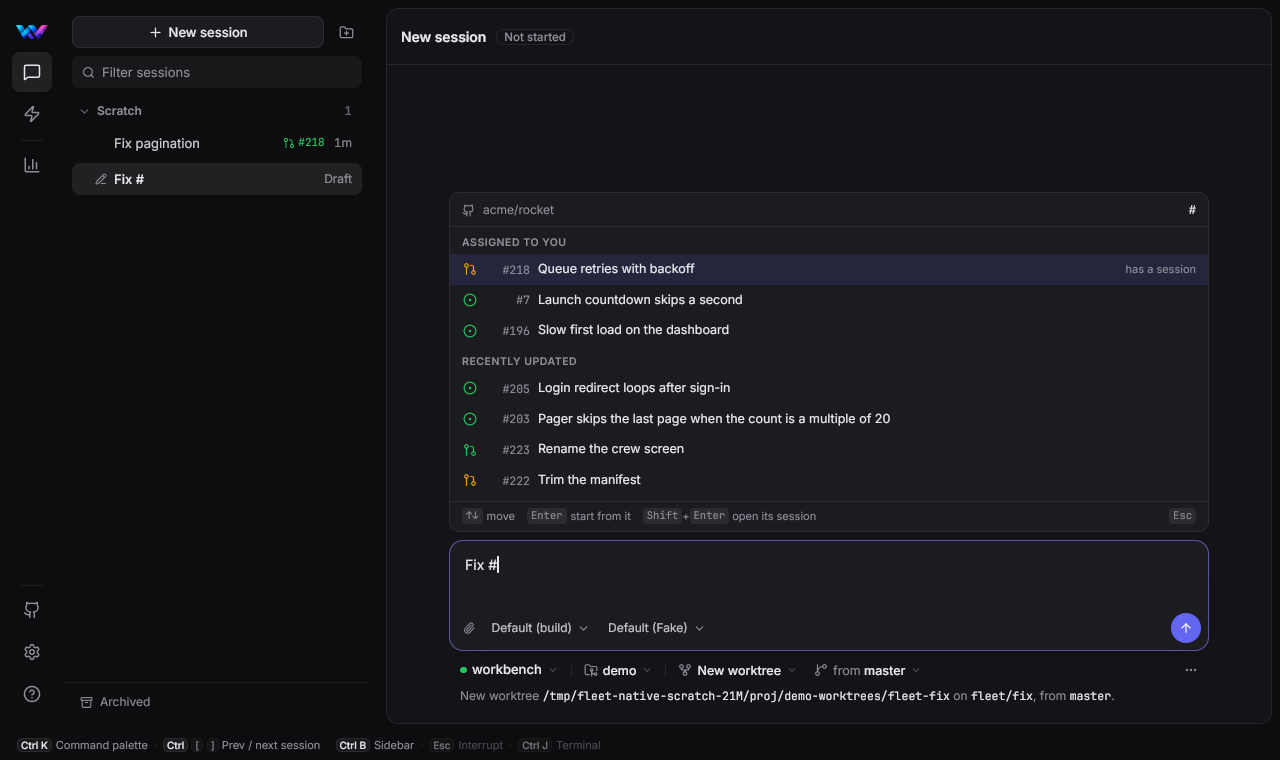 New session
Filter sessions
Scratch 1
Fix pagination #218 1m
Fix # Draft
Archived
New session Not started
acme/rocket #
ASSIGNED TO YOU
#218 Queue retries with backoff has a session
#7 Launch countdown skips a second
#196 Slow first load on the dashboard
RECENTLY UPDATED
#205 Login redirect loops after sign-in
#203 Pager skips the last page when the count is a multiple of 20
#223 Rename the crew screen
#222 Trim the manifest
↑↓ move Enter start from it Shift+Enter open its session Esc
Fix #
Default (build) Default (Fake)
workbench demo New worktree from master ···
New worktree /tmp/fleet-native-scratch-21M/proj/demo-worktrees/fleet-fix on fleet/fix, from master.
Ctrl K Command palette · Ctrl [ ] Prev / next session · Ctrl B Sidebar · Esc Interrupt · Ctrl J Terminal